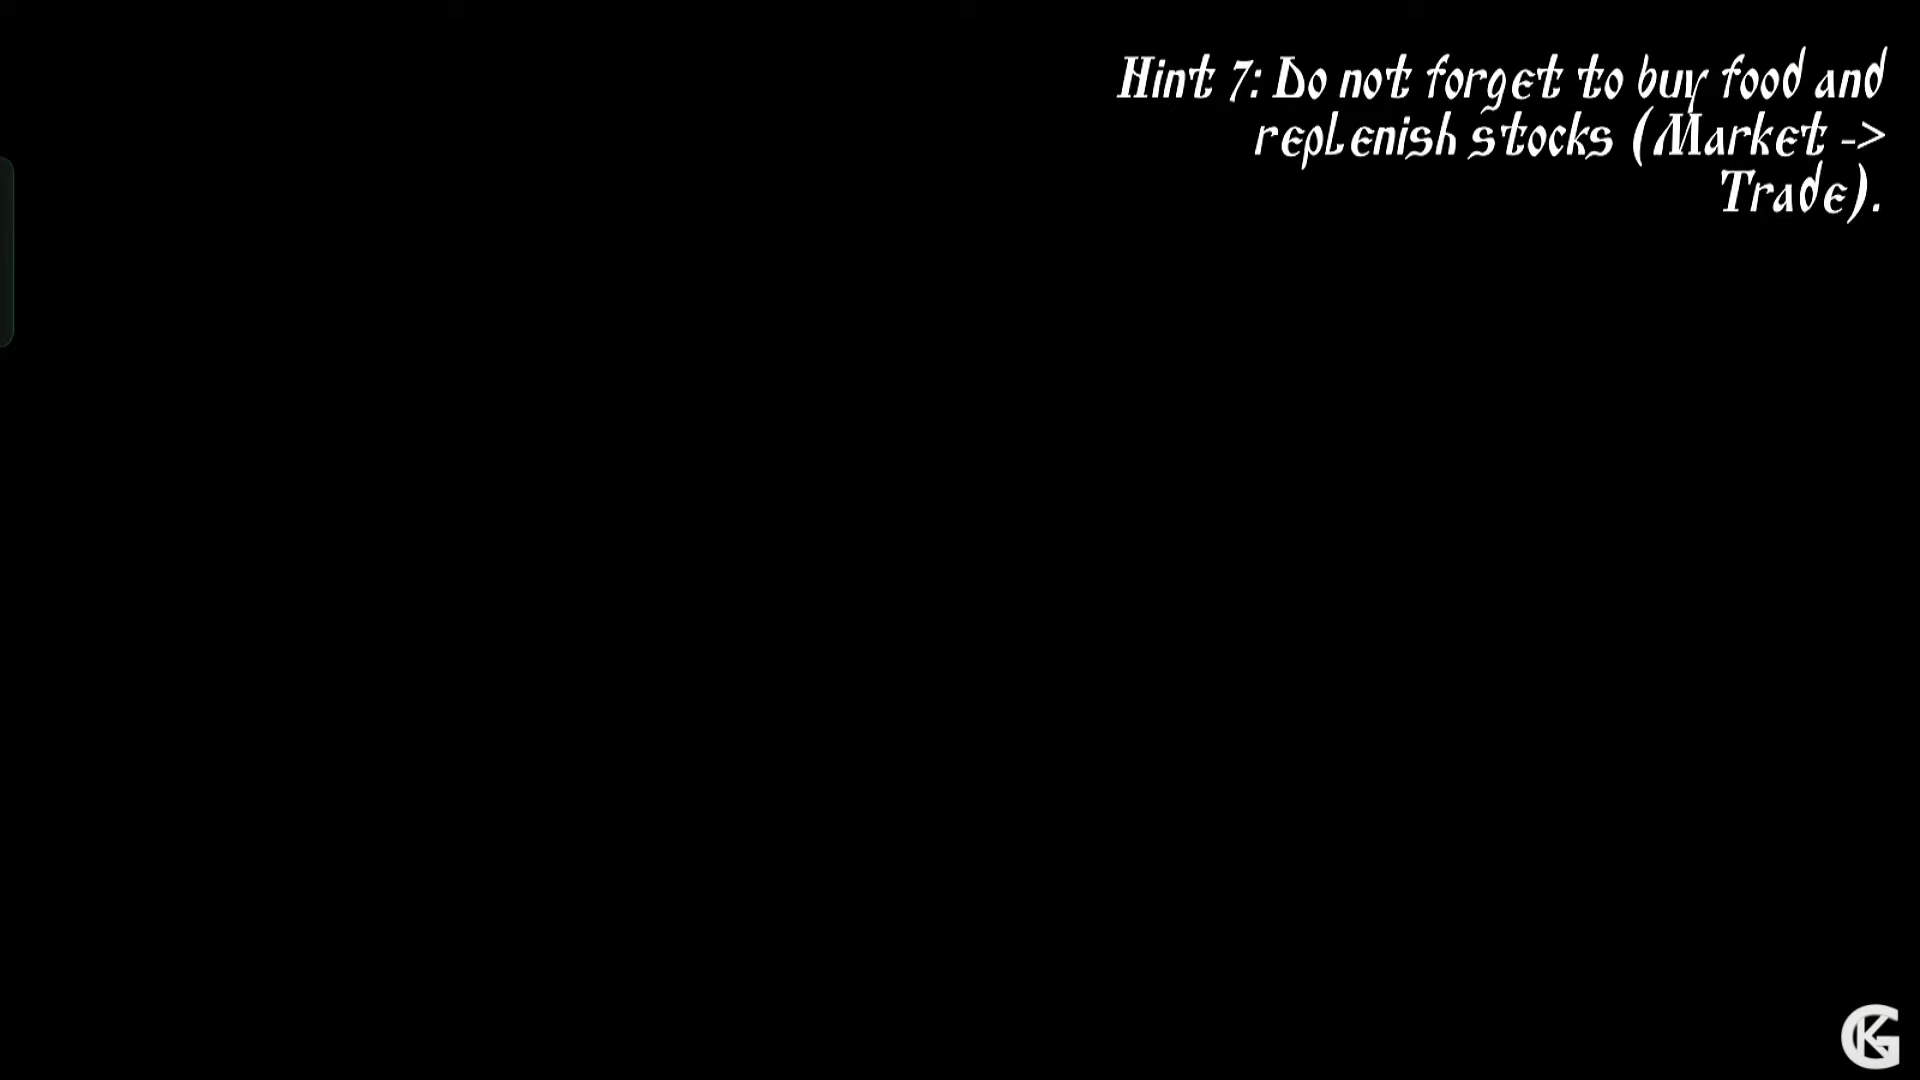 Hint 7: Do not forget to buy food and
replenish stocks (Market ->
Trade).